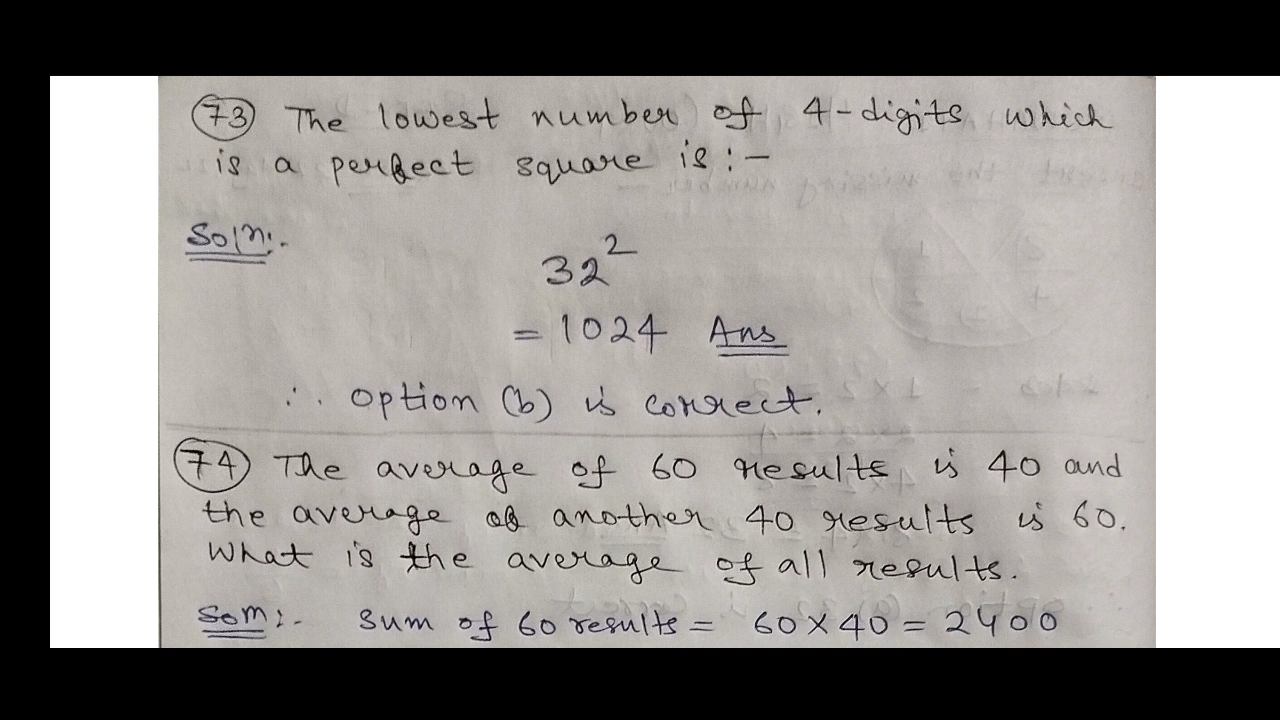 73 The lowest number of 4-digits which
is a perfect square is :-
Soln:-
32²
= 1024 Ans
∴ option (b) is correct.
74 The average of 60 results is 40 and
the average of another 40 results is 60.
What is the average of all results.
Soln:- Sum of 60 results = 60 × 40 = 2400